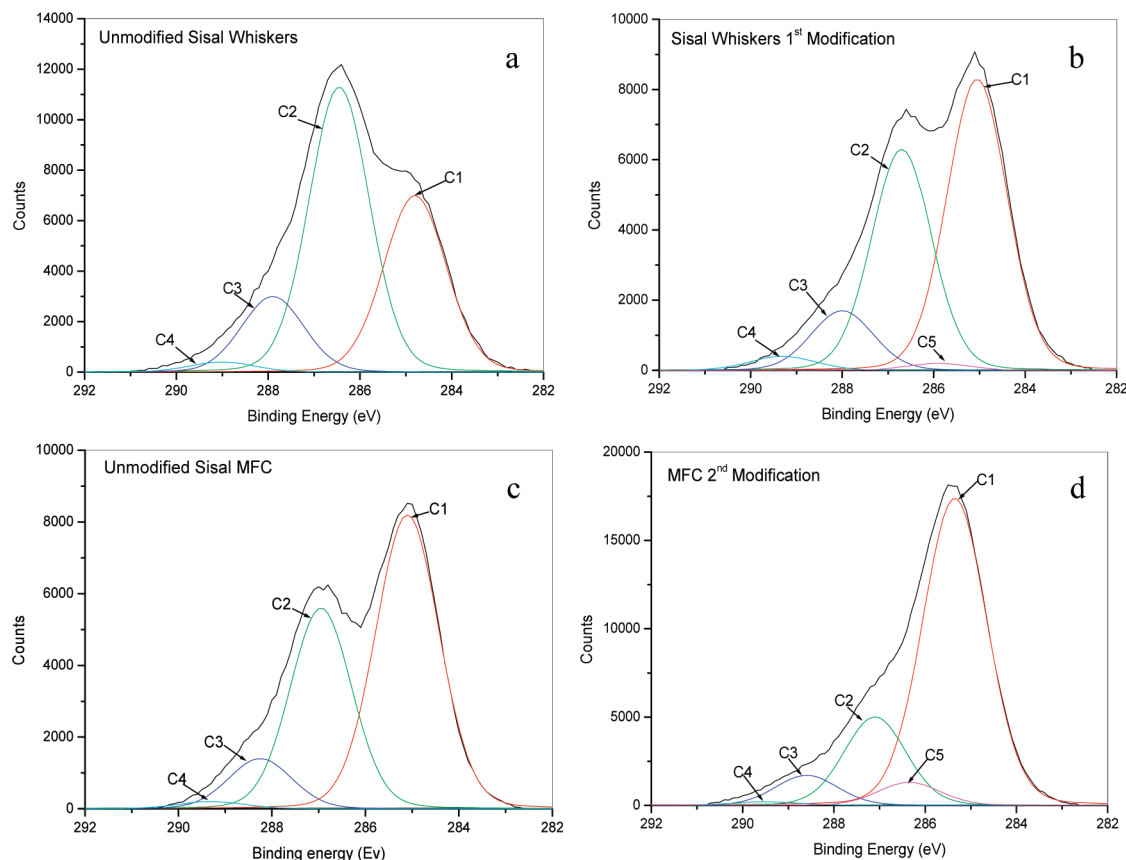 Unmodified Sisal Whiskers
a
C2
C1
C3
C4
14000
12000
10000
8000
6000
4000
2000
0
Counts
292 290 288 286 284 282
Binding Energy (eV)
Sisal Whiskers 1st Modification
b
C1
C2
C3
C4
C5
10000
8000
6000
4000
2000
0
Counts
292 290 288 286 284 282
Binding Energy (eV)
Unmodified Sisal MFC
c
C1
C2
C3
C4
10000
8000
6000
4000
2000
0
Counts
292 290 288 286 284 282
Binding energy (Ev)
MFC 2nd Modification
d
C1
C2
C3
C5
C4
20000
15000
10000
5000
0
Counts
292 290 288 286 284 282
Binding Energy (eV)